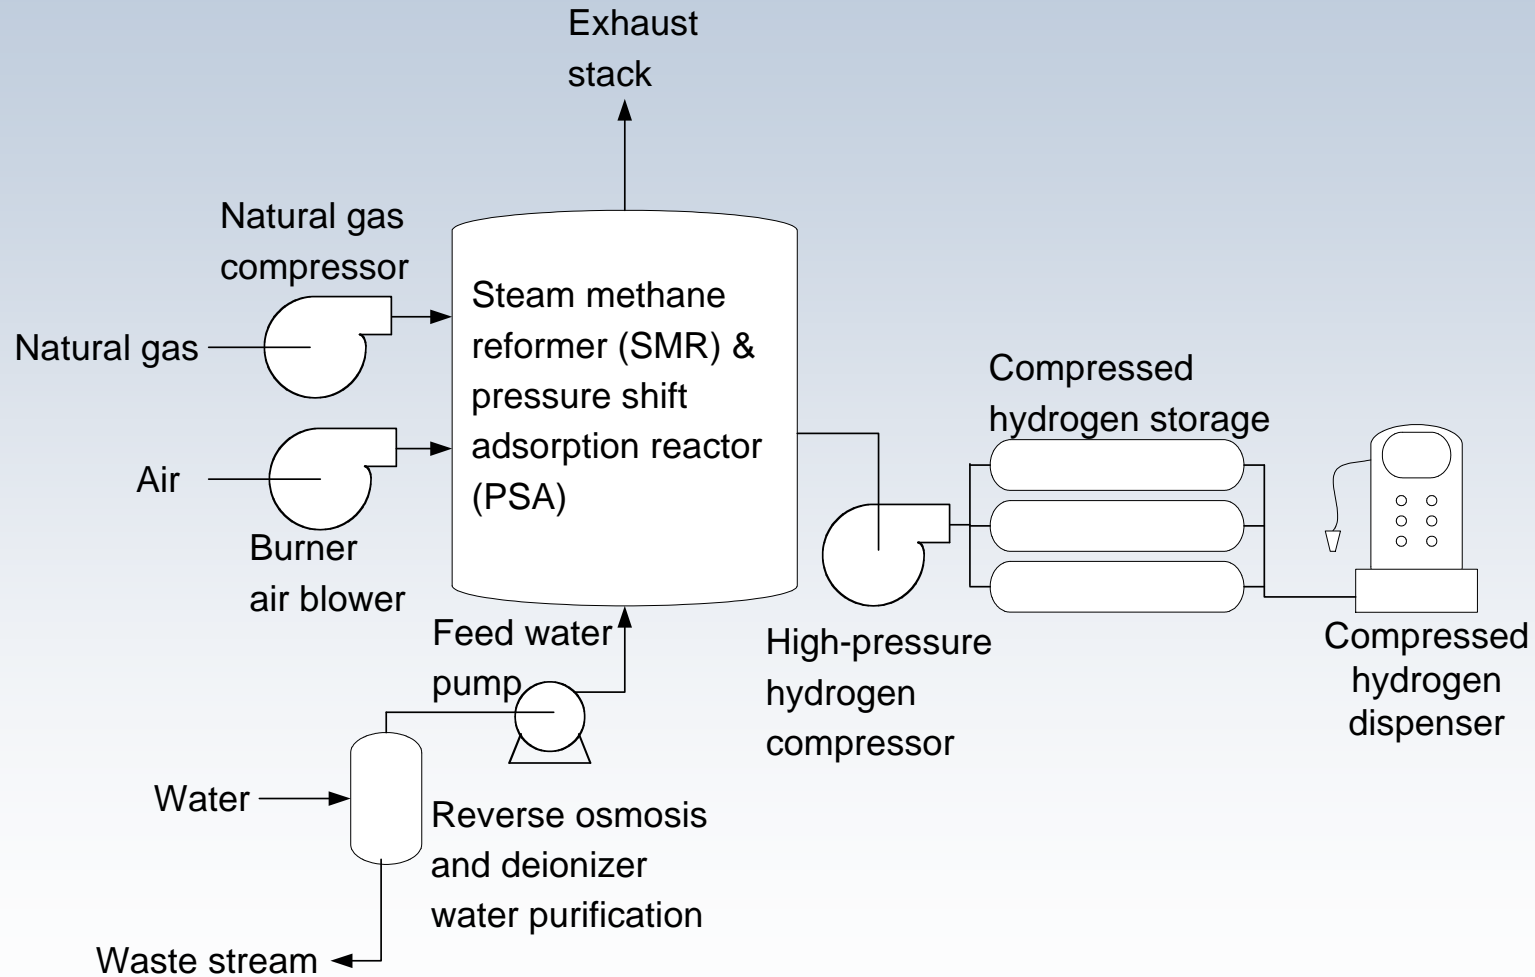 Exhaust
stack
Natural gas
compressor
Natural gas
Steam methane
reformer (SMR) &
pressure shift
adsorption reactor
(PSA)
Air
Burner
air blower
Compressed
hydrogen storage
Feed water
pump
High-pressure
hydrogen
compressor
Compressed
hydrogen
dispenser
Water
Reverse osmosis
and deionizer
water purification
Waste stream